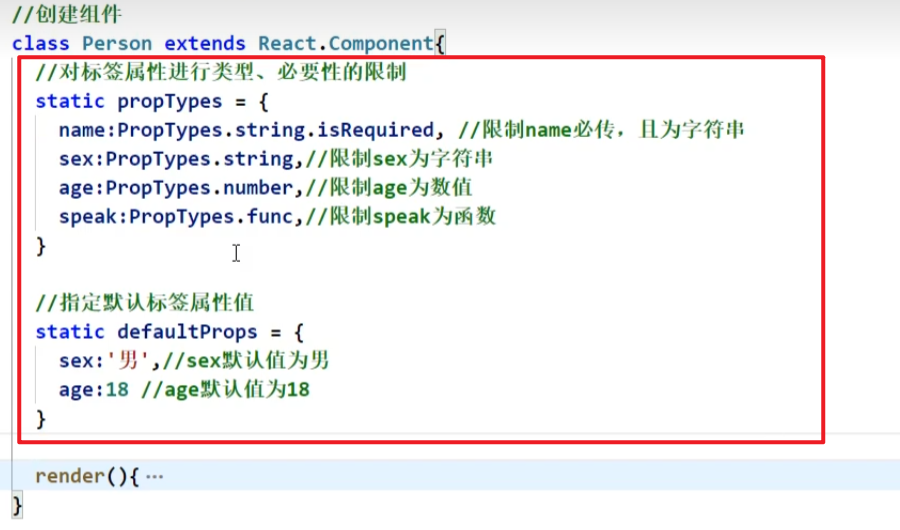 //创建组件
class Person extends React.Component{
//对标签属性进行类型、必要性的限制
static propTypes = {
name:PropTypes.string.isRequired, //限制name必传，且为字符串
sex:PropTypes.string,//限制sex为字符串
age:PropTypes.number,//限制age为数值
speak:PropTypes.func,//限制speak为函数
}
//指定默认标签属性值
static defaultProps = {
sex:'男',//sex默认值为男
age:18 //age默认值为18
}
render(){ ···
}